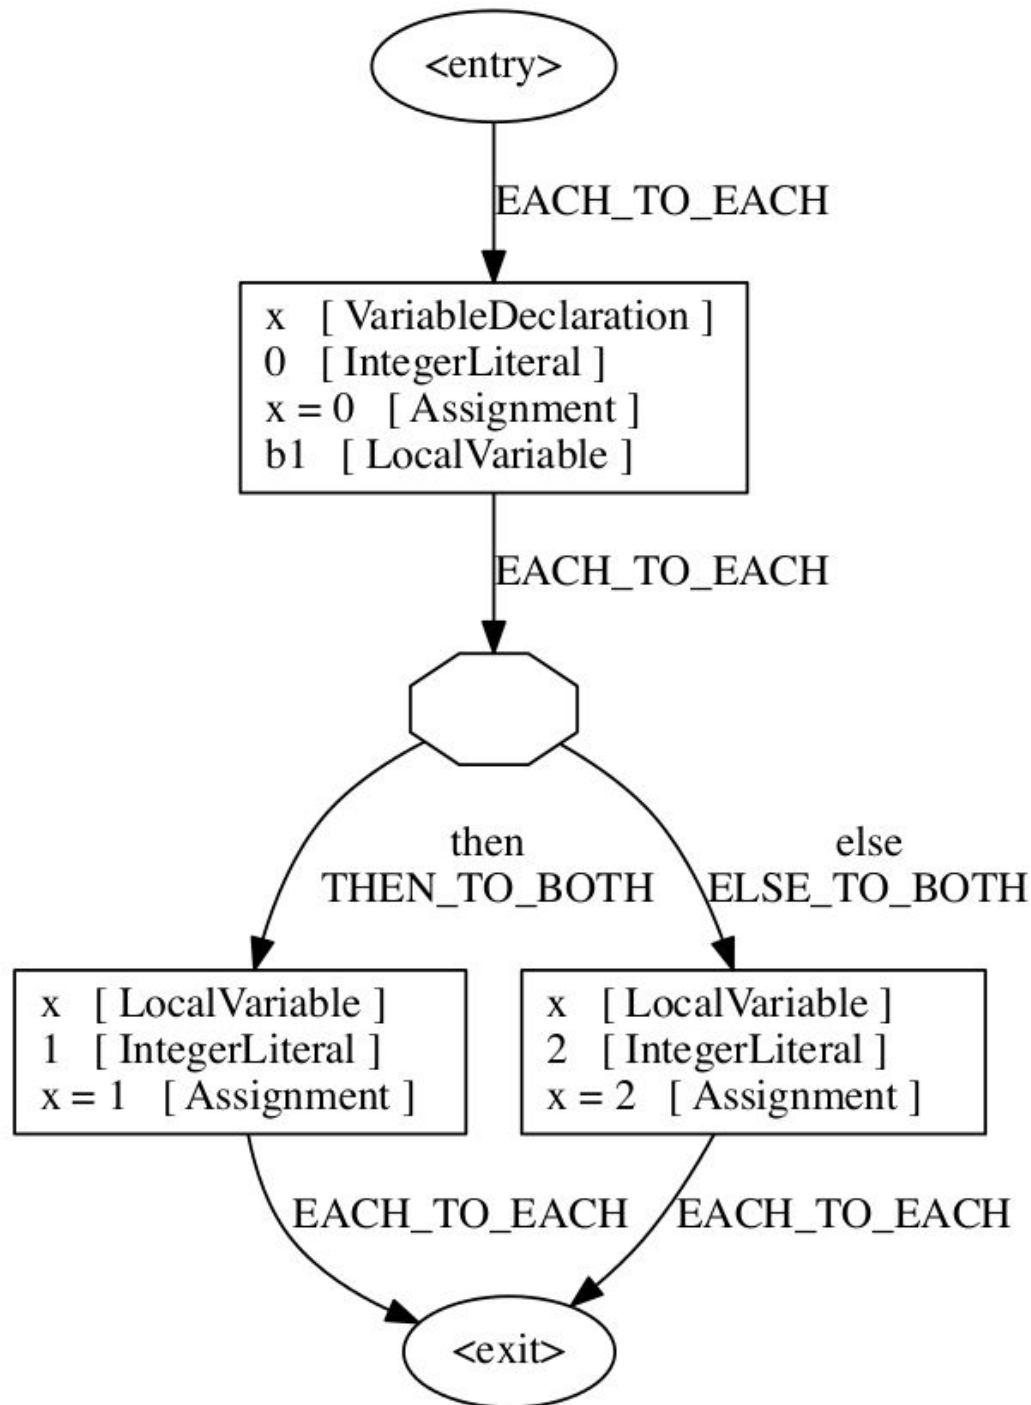 <entry>
EACH_TO_EACH
x [ VariableDeclaration ]
0 [ IntegerLiteral ]
x = 0 [ Assignment ]
b1 [ LocalVariable ]
EACH_TO_EACH
then
THEN_TO_BOTH
else
ELSE_TO_BOTH
x [ LocalVariable ]
1 [ IntegerLiteral ]
x = 1 [ Assignment ]
x [ LocalVariable ]
2 [ IntegerLiteral ]
x = 2 [ Assignment ]
EACH_TO_EACH
EACH_TO_EACH
<exit>